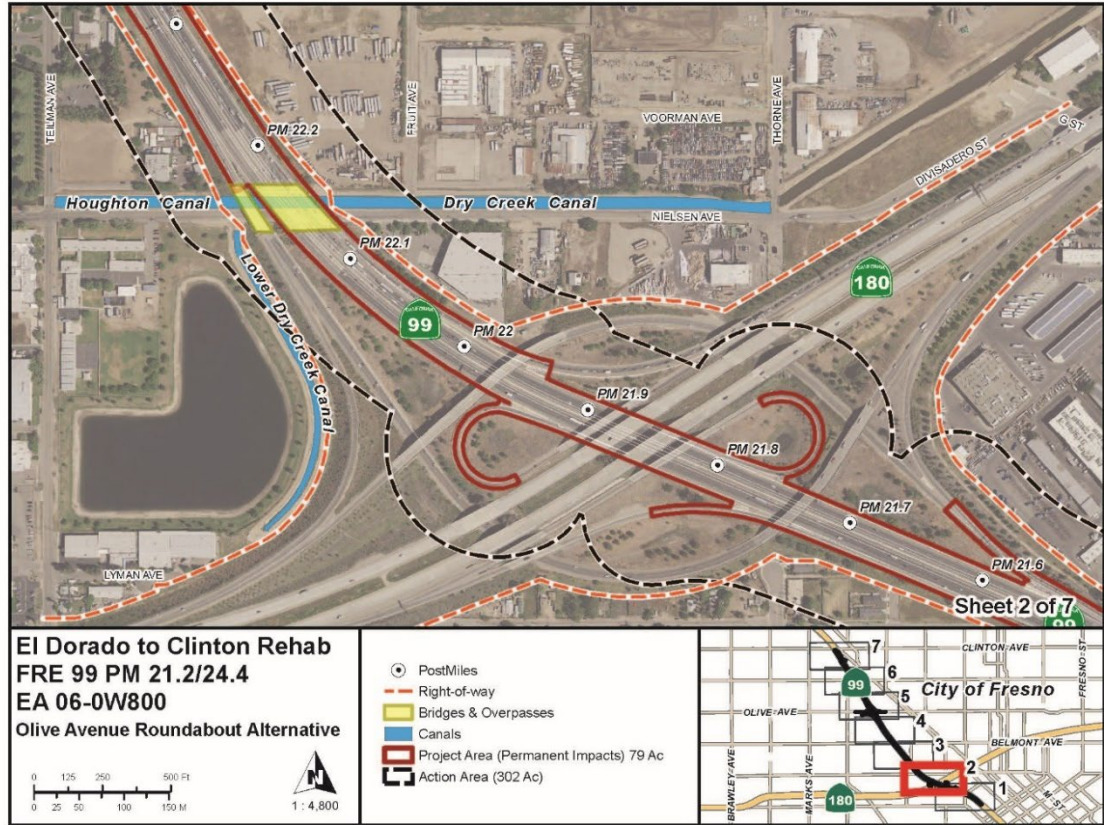 PM 22.2
TEILMAN AVE
FRUIT AVE
VOORMAN AVE
THORNE AVE
DIVISADERO ST
G ST
Houghton Canal
Dry Creek Canal
NIELSEN AVE
PM 22.1
Lower Dry Creek Canal
99
180
PM 22
PM 21.9
PM 21.8
PM 21.7
PM 21.6
LYMAN AVE
Sheet 2 of 7
99
El Dorado to Clinton Rehab
FRE 99 PM 21.2/24.4
EA 06-0W800
Olive Avenue Roundabout Alternative
0 125 250 500 Ft
0 25 50 100 150 M
N
1 : 4,800
PostMiles
Right-of-way
Bridges & Overpasses
Canals
Project Area (Permanent Impacts) 79 Ac
Action Area (302 Ac)
7
CLINTON AVE
FRESNO ST
6
99
City of Fresno
5
OLIVE AVE
4
3
BELMONT AVE
2
BRAWLEY AVE
MARKS AVE
180
1
M ST